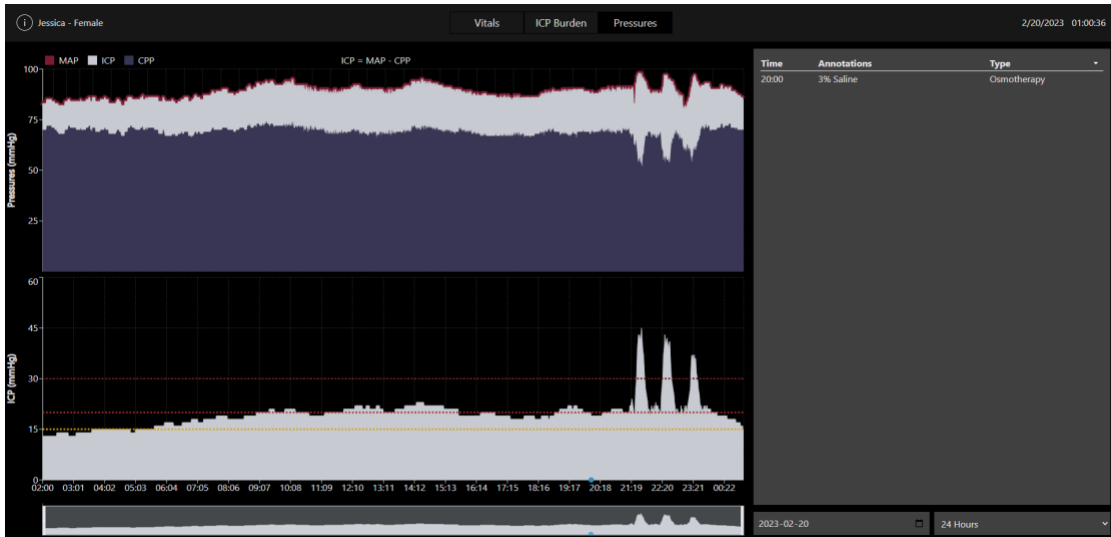 i Jessica - Female
Vitals ICP Burden Pressures
2/20/2023 01:00:36
MAP ICP CPP
ICP = MAP - CPP
100
75
50
25
Pressures (mmHg)
60
45
30
15
0
ICP (mmHg)
02:00 03:01 04:02 05:03 06:04 07:05 08:06 09:07 10:08 11:09 12:10 13:11 14:12 15:13 16:14 17:15 18:16 19:17 20:18 21:19 22:20 23:21 00:22
Time Annotations Type
20:00 3% Saline Osmotherapy
2023-02-20
24 Hours